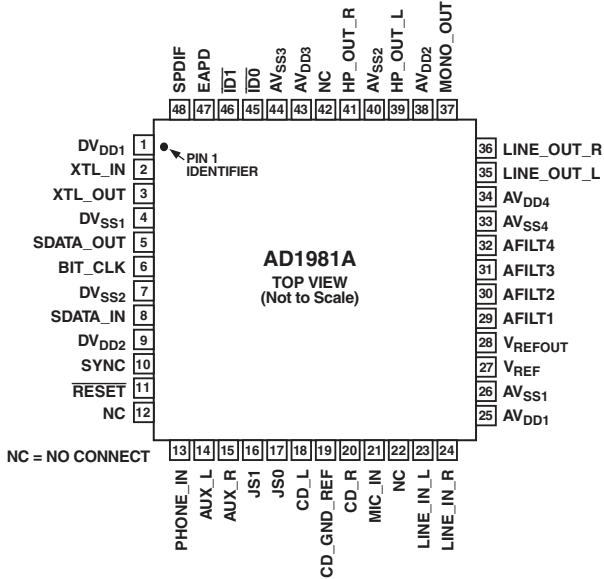 SPDIF
EAPD
ID1
ID0
AVSS3
AVDD3
NC
HP_OUT_R
AVSS2
HP_OUT_L
AVDD2
MONO_OUT
48 47 46 45 44 43 42 41 40 39 38 37
DVDD1 1
XTL_IN 2
XTL_OUT 3
DVSS1 4
SDATA_OUT 5
BIT_CLK 6
DVSS2 7
SDATA_IN 8
DVDD2 9
SYNC 10
RESET 11
NC 12
PIN 1
IDENTIFIER
AD1981A
TOP VIEW
(Not to Scale)
36 LINE_OUT_R
35 LINE_OUT_L
34 AVDD4
33 AVSS4
32 AFILT4
31 AFILT3
30 AFILT2
29 AFILT1
28 VREFOUT
27 VREF
26 AVSS1
25 AVDD1
NC = NO CONNECT
13 14 15 16 17 18 19 20 21 22 23 24
PHONE_IN
AUX_L
AUX_R
JS1
JS0
CD_L
CD_GND_REF
CD_R
MIC_IN
NC
LINE_IN_L
LINE_IN_R